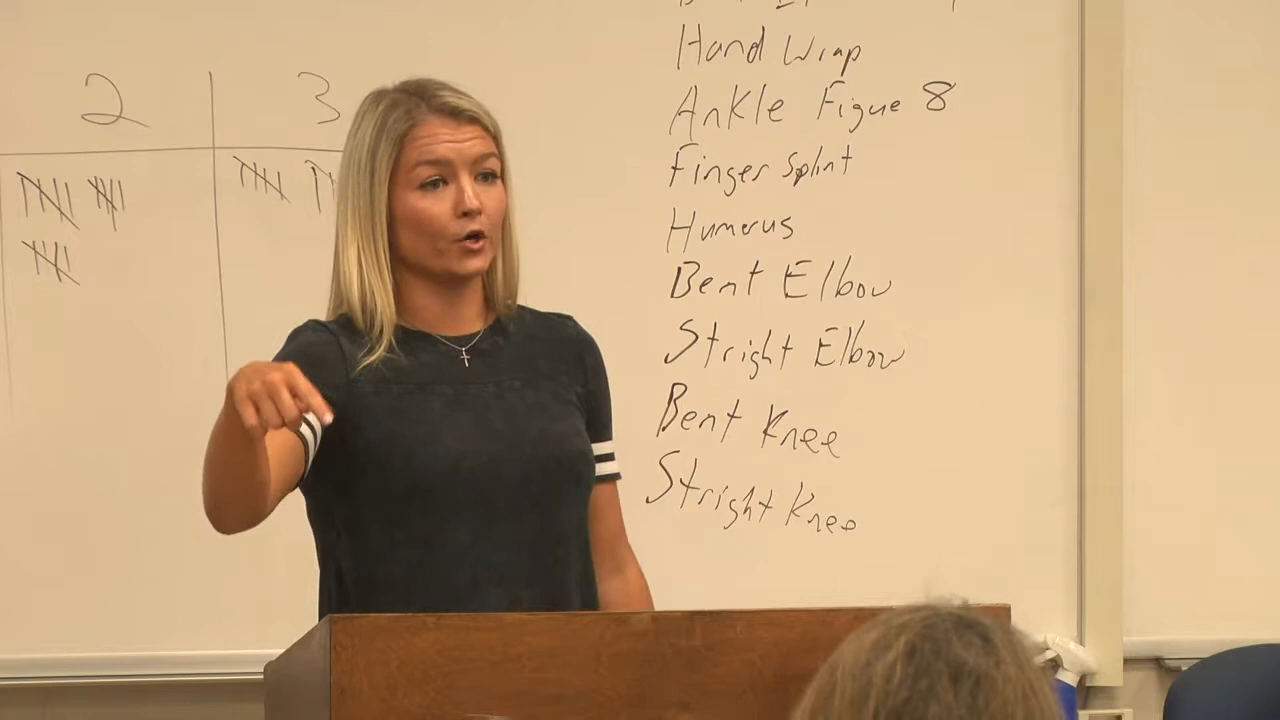 2 3
Hand Wrap
Ankle Figue 8
Finger Splint
Humerus
Bent Elbow
Stright Elbow
Bent Knee
Stright Knee